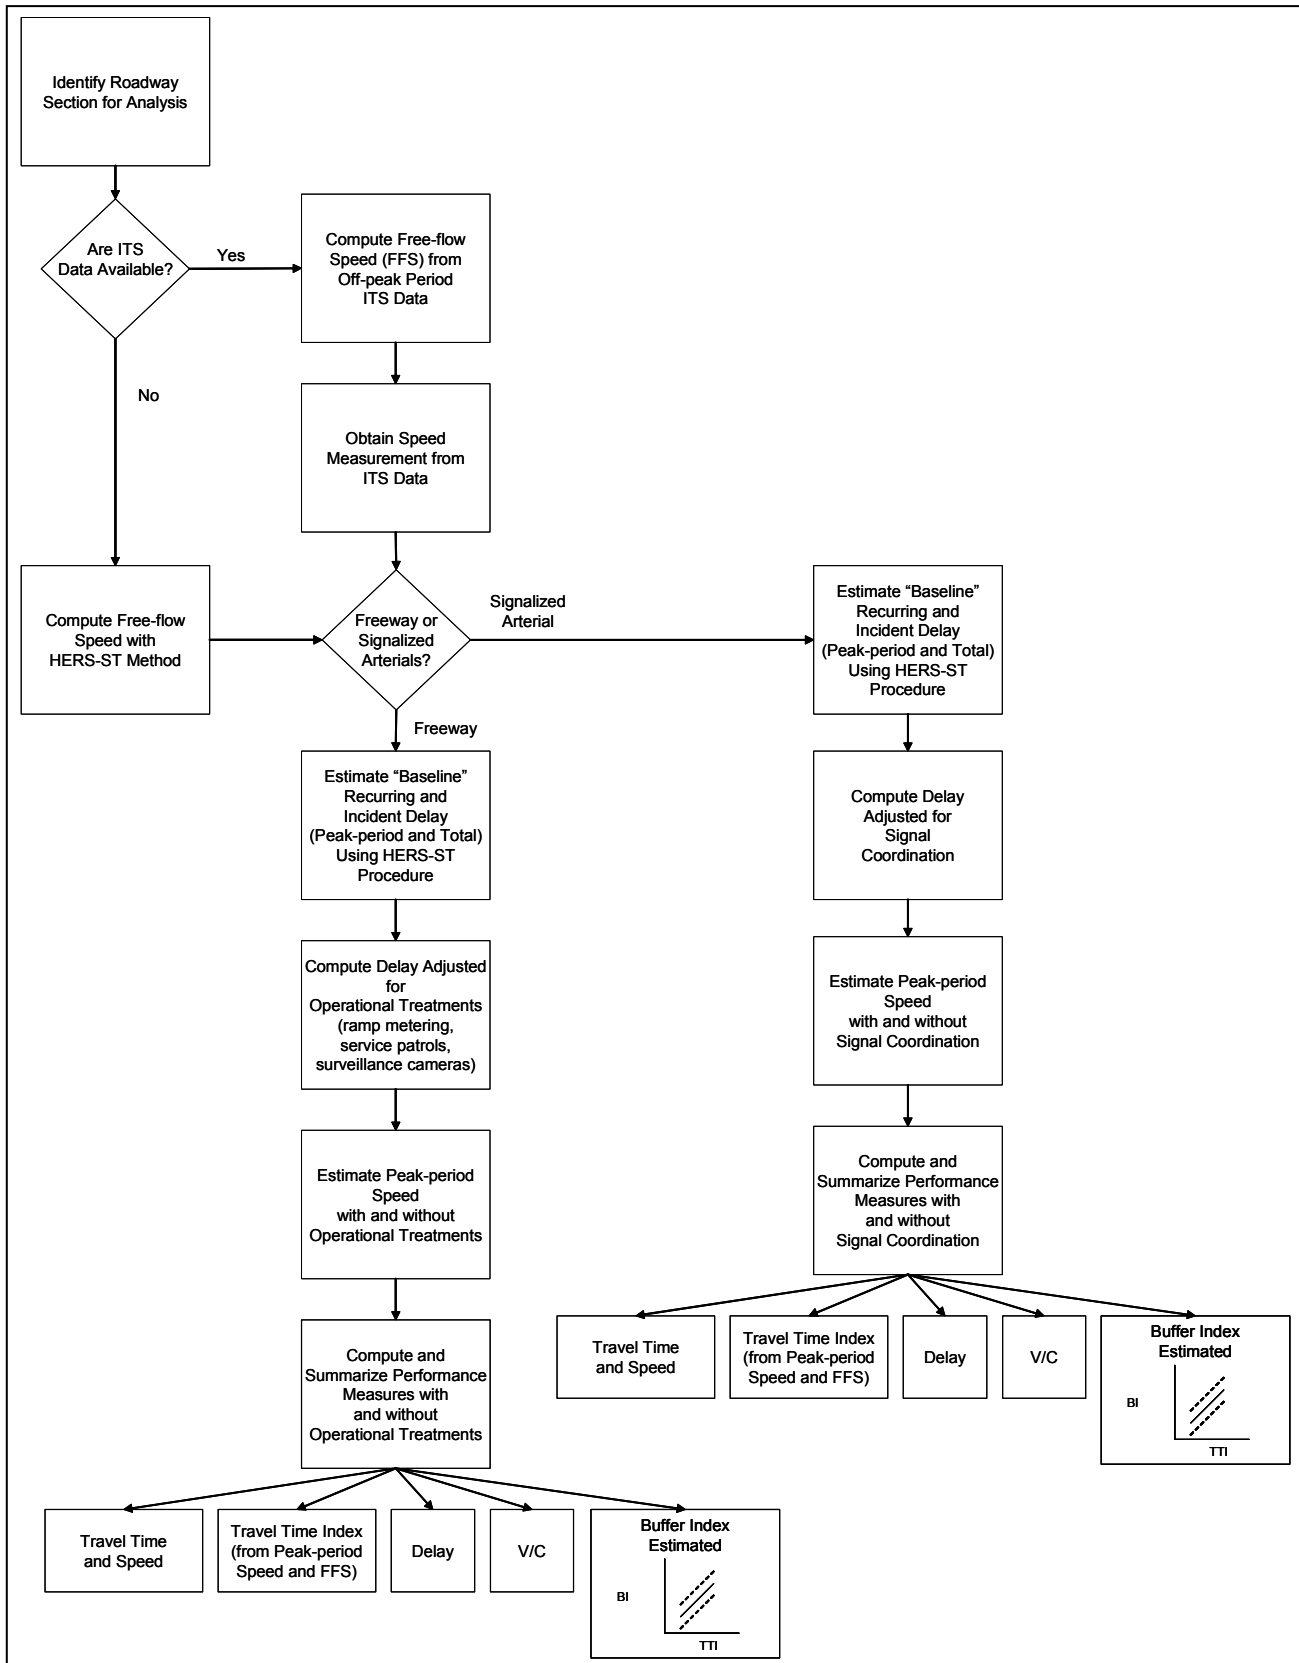 Identify Roadway
Section for Analysis
Are ITS
Data Available?
Yes
Compute Free-flow
Speed (FFS) from
Off-peak Period
ITS Data
No
Obtain Speed
Measurement from
ITS Data
Compute Free-flow
Speed with
HERS-ST Method
Freeway or
Signalized
Arterials?
Signalized
Arterial
Estimate “Baseline”
Recurring and
Incident Delay
(Peak-period and Total)
Using HERS-ST
Procedure
Freeway
Estimate “Baseline”
Recurring and
Incident Delay
(Peak-period and Total)
Using HERS-ST
Procedure
Compute Delay
Adjusted for
Signal
Coordination
Compute Delay Adjusted
for
Operational Treatments
(ramp metering,
service patrols,
surveillance cameras)
Estimate Peak-period
Speed
with and without
Signal Coordination
Estimate Peak-period
Speed
with and without
Operational Treatments
Compute and
Summarize Performance
Measures with
and without
Signal Coordination
Travel Time
and Speed
Travel Time Index
(from Peak-period
Speed and FFS)
Delay
V/C
Buffer Index
Estimated
BI
TTI
Compute and
Summarize Performance
Measures with
and without
Operational Treatments
Travel Time
and Speed
Travel Time Index
(from Peak-period
Speed and FFS)
Delay
V/C
Buffer Index
Estimated
BI
TTI